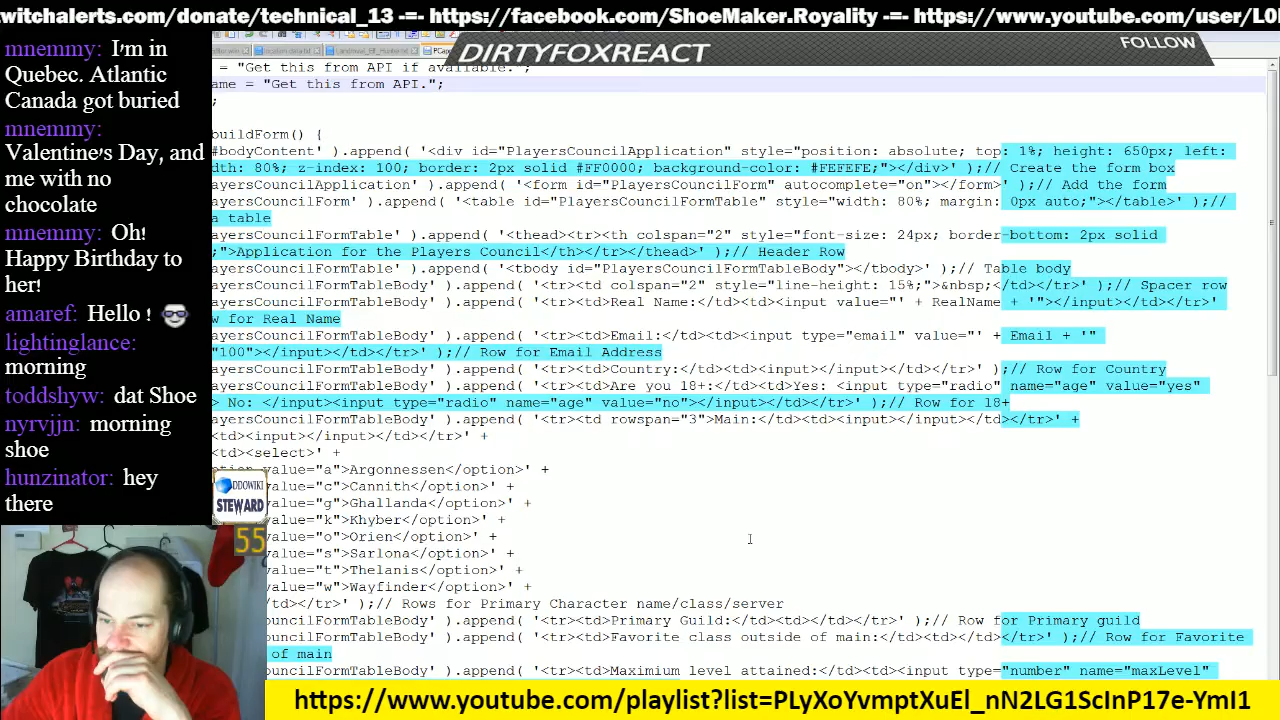 witchalerts.com/donate/technical_13 -=- https://facebook.com/ShoeMaker.Royality -=- https://www.youtube.com/user/L0
mnemmy: I'm in
Quebec. Atlantic
Canada got buried
mnemmy:
Valentine's Day, and
me with no
chocolate
mnemmy: Oh!
Happy Birthday to
her!
amaref: Hello !
lightinglance:
morning
toddshyw: dat Shoe
nyrvjjn: morning
shoe
hunzinator: hey
there
DIRTYFOXREACT
FOLLOW
= "Get this from API if available.";
ame = "Get this from API.";
;
buildForm() {
#bodyContent' ).append( '<div id="PlayersCouncilApplication" style="position: absolute; top: 1%; height: 650px; left:
dth: 80%; z-index: 100; border: 2px solid #FF0000; background-color: #FEFEFE;"></div>' );// Create the form box
ayersCouncilApplication' ).append( '<form id="PlayersCouncilForm" autocomplete="on"></form>' );// Add the form
ayersCouncilForm' ).append( '<table id="PlayersCouncilFormTable" style="width: 80%; margin: 0px auto;"></table>' );//
a table
ayersCouncilFormTable' ).append( '<thead><tr><th colspan="2" style="font-size: 24px; border-bottom: 2px solid
;">Application for the Players Council</th></tr></thead>' );// Header Row
ayersCouncilFormTable' ).append( '<tbody id="PlayersCouncilFormTableBody"></tbody>' );// Table body
ayersCouncilFormTableBody' ).append( '<tr><td colspan="2" style="line-height: 15%;">&nbsp;</td></tr>' );// Spacer row
ayersCouncilFormTableBody' ).append( '<tr><td>Real Name:</td><td><input value="' + RealName + '"></input></td></tr>'
w for Real Name
ayersCouncilFormTableBody' ).append( '<tr><td>Email:</td><td><input type="email" value="' + Email + '"
"100"></input></td></tr>' );// Row for Email Address
ayersCouncilFormTableBody' ).append( '<tr><td>Country:</td><td><input></input></td></tr>' );// Row for Country
ayersCouncilFormTableBody' ).append( '<tr><td>Are you 18+:</td><td>Yes: <input type="radio" name="age" value="yes"
> No: </input><input type="radio" name="age" value="no"></input></td></tr>' );// Row for 18+
ayersCouncilFormTableBody' ).append( '<tr><td rowspan="3">Main:</td><td><input></input></td></tr>' +
<td><input></input></td></tr>' +
<td><select>' +
tion value="a">Argonnessen</option>' +
value="c">Cannith</option>' +
value="g">Ghallanda</option>' +
value="k">Khyber</option>' +
value="o">Orien</option>' +
value="s">Sarlona</option>' +
value="t">Thelanis</option>' +
value="w">Wayfinder</option>' +
/td></tr>' );// Rows for Primary Character name/class/server
ouncilFormTableBody' ).append( '<tr><td>Primary Guild:</td><td></td></tr>' );// Row for Primary guild
ouncilFormTableBody' ).append( '<tr><td>Favorite class outside of main:</td><td></td></tr>' );// Row for Favorite
of main
ouncilFormTableBody' ).append( '<tr><td>Maximium level attained:</td><td><input type="number" name="maxLevel"
DDOWIKI
STEWARD
55
https://www.youtube.com/playlist?list=PLyXoYvmptXuEl_nN2LG1ScInP17e-YmI1